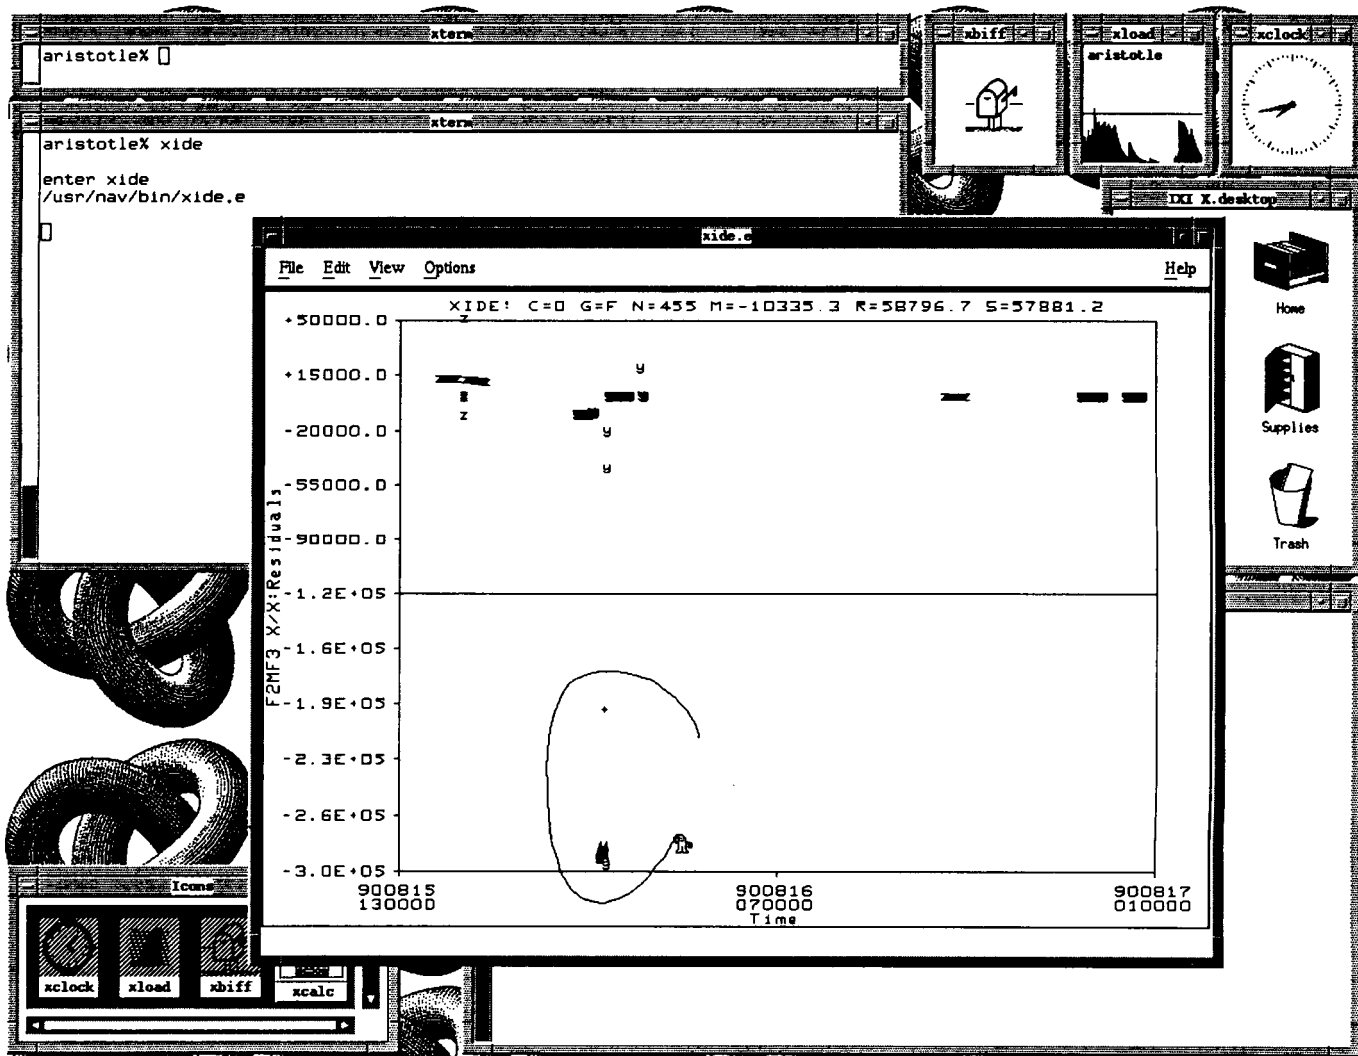 xterm
aristotle% 
xbiff
xload
aristotle
xclock
xterm
aristotle% xide
enter xide
/usr/nav/bin/xide.e
IXI X.desktop
Home
Supplies
Trash
xide.e
File Edit View Options Help
XIDE: C=0 G=F N=455 M=-10335.3 R=58796.7 S=57881.2
+50000.0
+15000.0
-20000.0
-55000.0
-90000.0
-1.2E+05
-1.6E+05
-1.9E+05
-2.3E+05
-2.6E+05
-3.0E+05
F2MF3 X/X:Residuals
z
z
y
y
y
900815 900816 900817
130000 070000 010000
Time
Icons
xclock xload xbiff xcalc